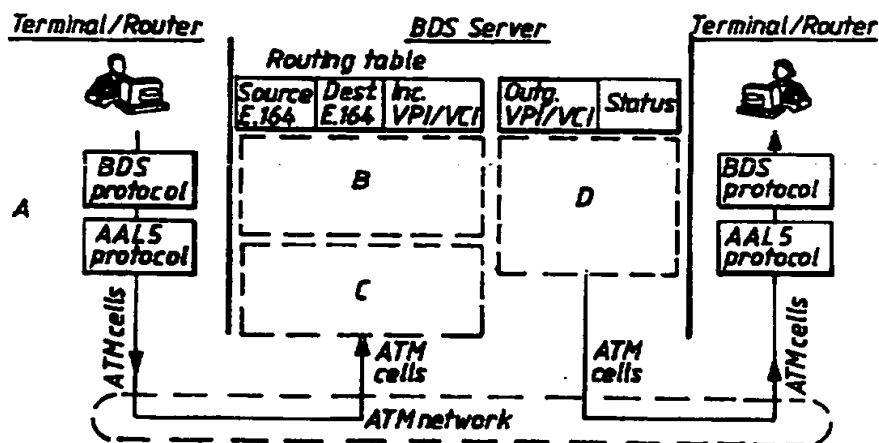 Terminal/Router
BDS Server
Terminal/Router
Routing table
Source E.164
Dest E.164
Inc. VPI/VCI
Outg. VPI/VCI
Status
A
BDS protocol
AAL5 protocol
B
C
D
BDS protocol
AAL5 protocol
ATM cells
ATM cells
ATM cells
ATM cells
ATM network